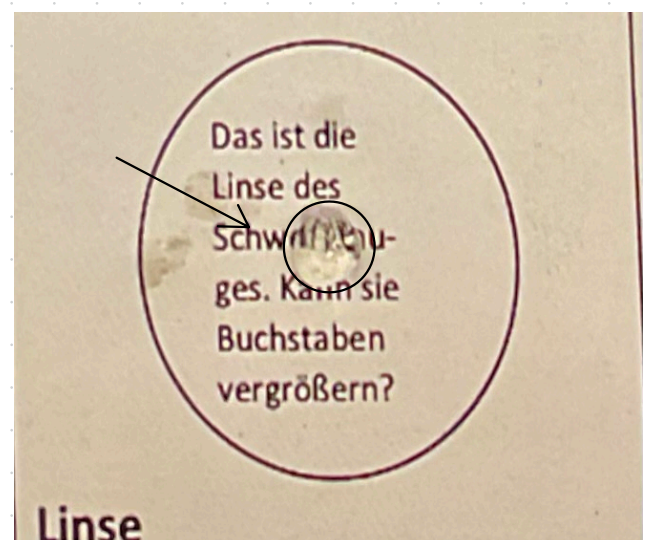 Das ist die
Linse des
ges. Kann sie
Buchstaben
vergrößern?
Linse